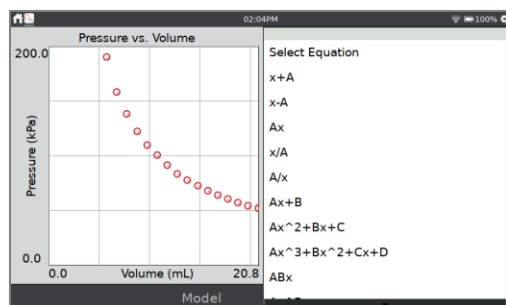 02:04PM
100%
Pressure vs. Volume
200.0
Pressure (kPa)
0.0
0.0
Volume (mL)
20.8
Model
Select Equation
x+A
x-A
Ax
x/A
A/x
Ax+B
Ax^2+Bx+C
Ax^3+Bx^2+Cx+D
ABx